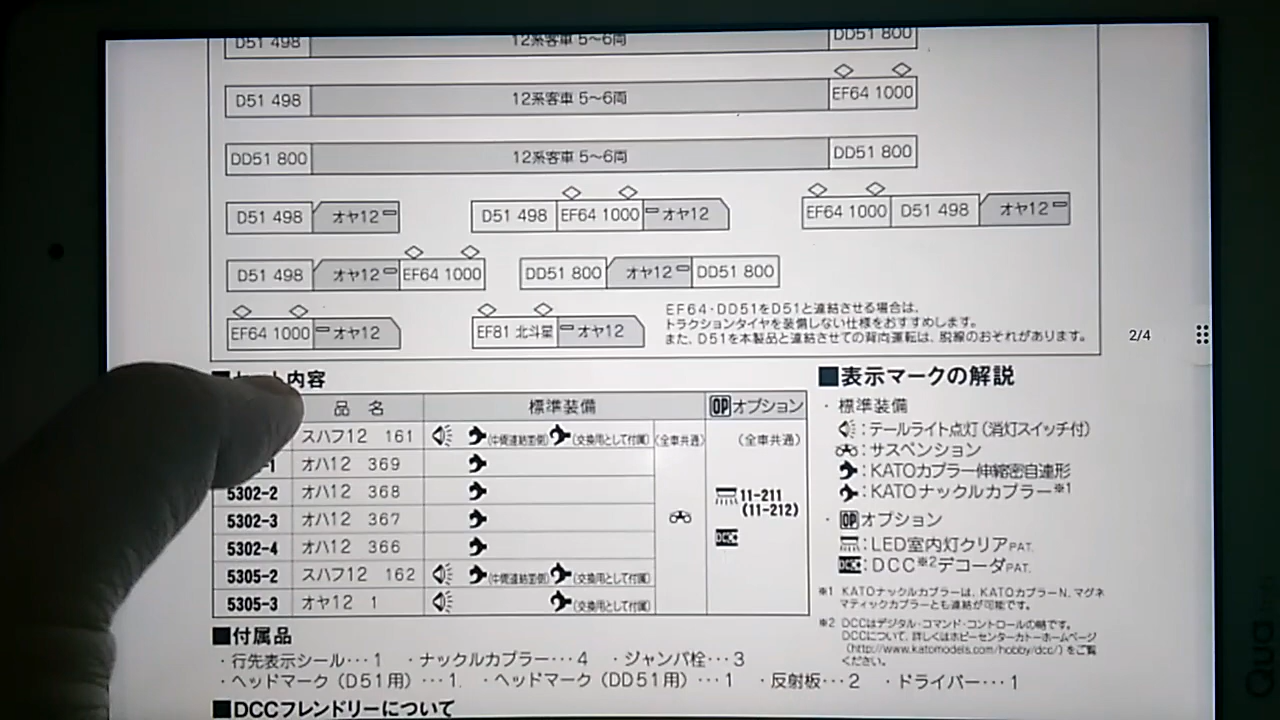 D51 498 12系客車 5〜6両 DD51 800
D51 498 12系客車 5〜6両 EF64 1000
DD51 800 12系客車 5〜6両 DD51 800
D51 498 オヤ12 D51 498 EF64 1000 オヤ12 EF64 1000 D51 498 オヤ12
D51 498 オヤ12 EF64 1000 DD51 800 オヤ12 DD51 800
EF64 1000 オヤ12 EF81 北斗星 オヤ12
EF64・DD51をD51と連結させる場合は、
トラクションタイヤを装備しない仕様をおすすめします。
また、D51を本製品と連結させての背向運転は、脱線のおそれがあります。
2/4
内容
品 名 標準装備 OPオプション
スハフ12 161 (中間連結面側) (交換用として付属) (全車共通) (全車共通)
-1 オハ12 369
5302-2 オハ12 368 11-211
(11-212)
5302-3 オハ12 367
5302-4 オハ12 366 DCC
5305-2 スハフ12 162 (中間連結面側) (交換用として付属)
5305-3 オヤ12 1 (交換用として付属)
■付属品
・行先表示シール･･･1 ・ナックルカプラー･･･4 ・ジャンパ栓･･･3
・ヘッドマーク（D51用）･･･1 ・ヘッドマーク（DD51用）･･･1 ・反射板･･･2 ・ドライバー･･･1
■DCCフレンドリーについて
■表示マークの解説
・標準装備
：テールライト点灯（消灯スイッチ付）
：サスペンション
：KATOカプラー伸縮密自連形
：KATOナックルカプラー※1
・OPオプション
：LED室内灯クリアPAT.
DCC：DCC※2デコーダPAT.
※1 KATOナックルカプラーは、KATOカプラーN、マグネ
マティックカプラーとも連結が可能です。
※2 DCCはデジタル・コマンド・コントロールの略です。
DCCについて、詳しくはホビーセンターカトーホームページ
（http://www.katomodels.com/hobby/dcc/）をご覧
ください。
Qua